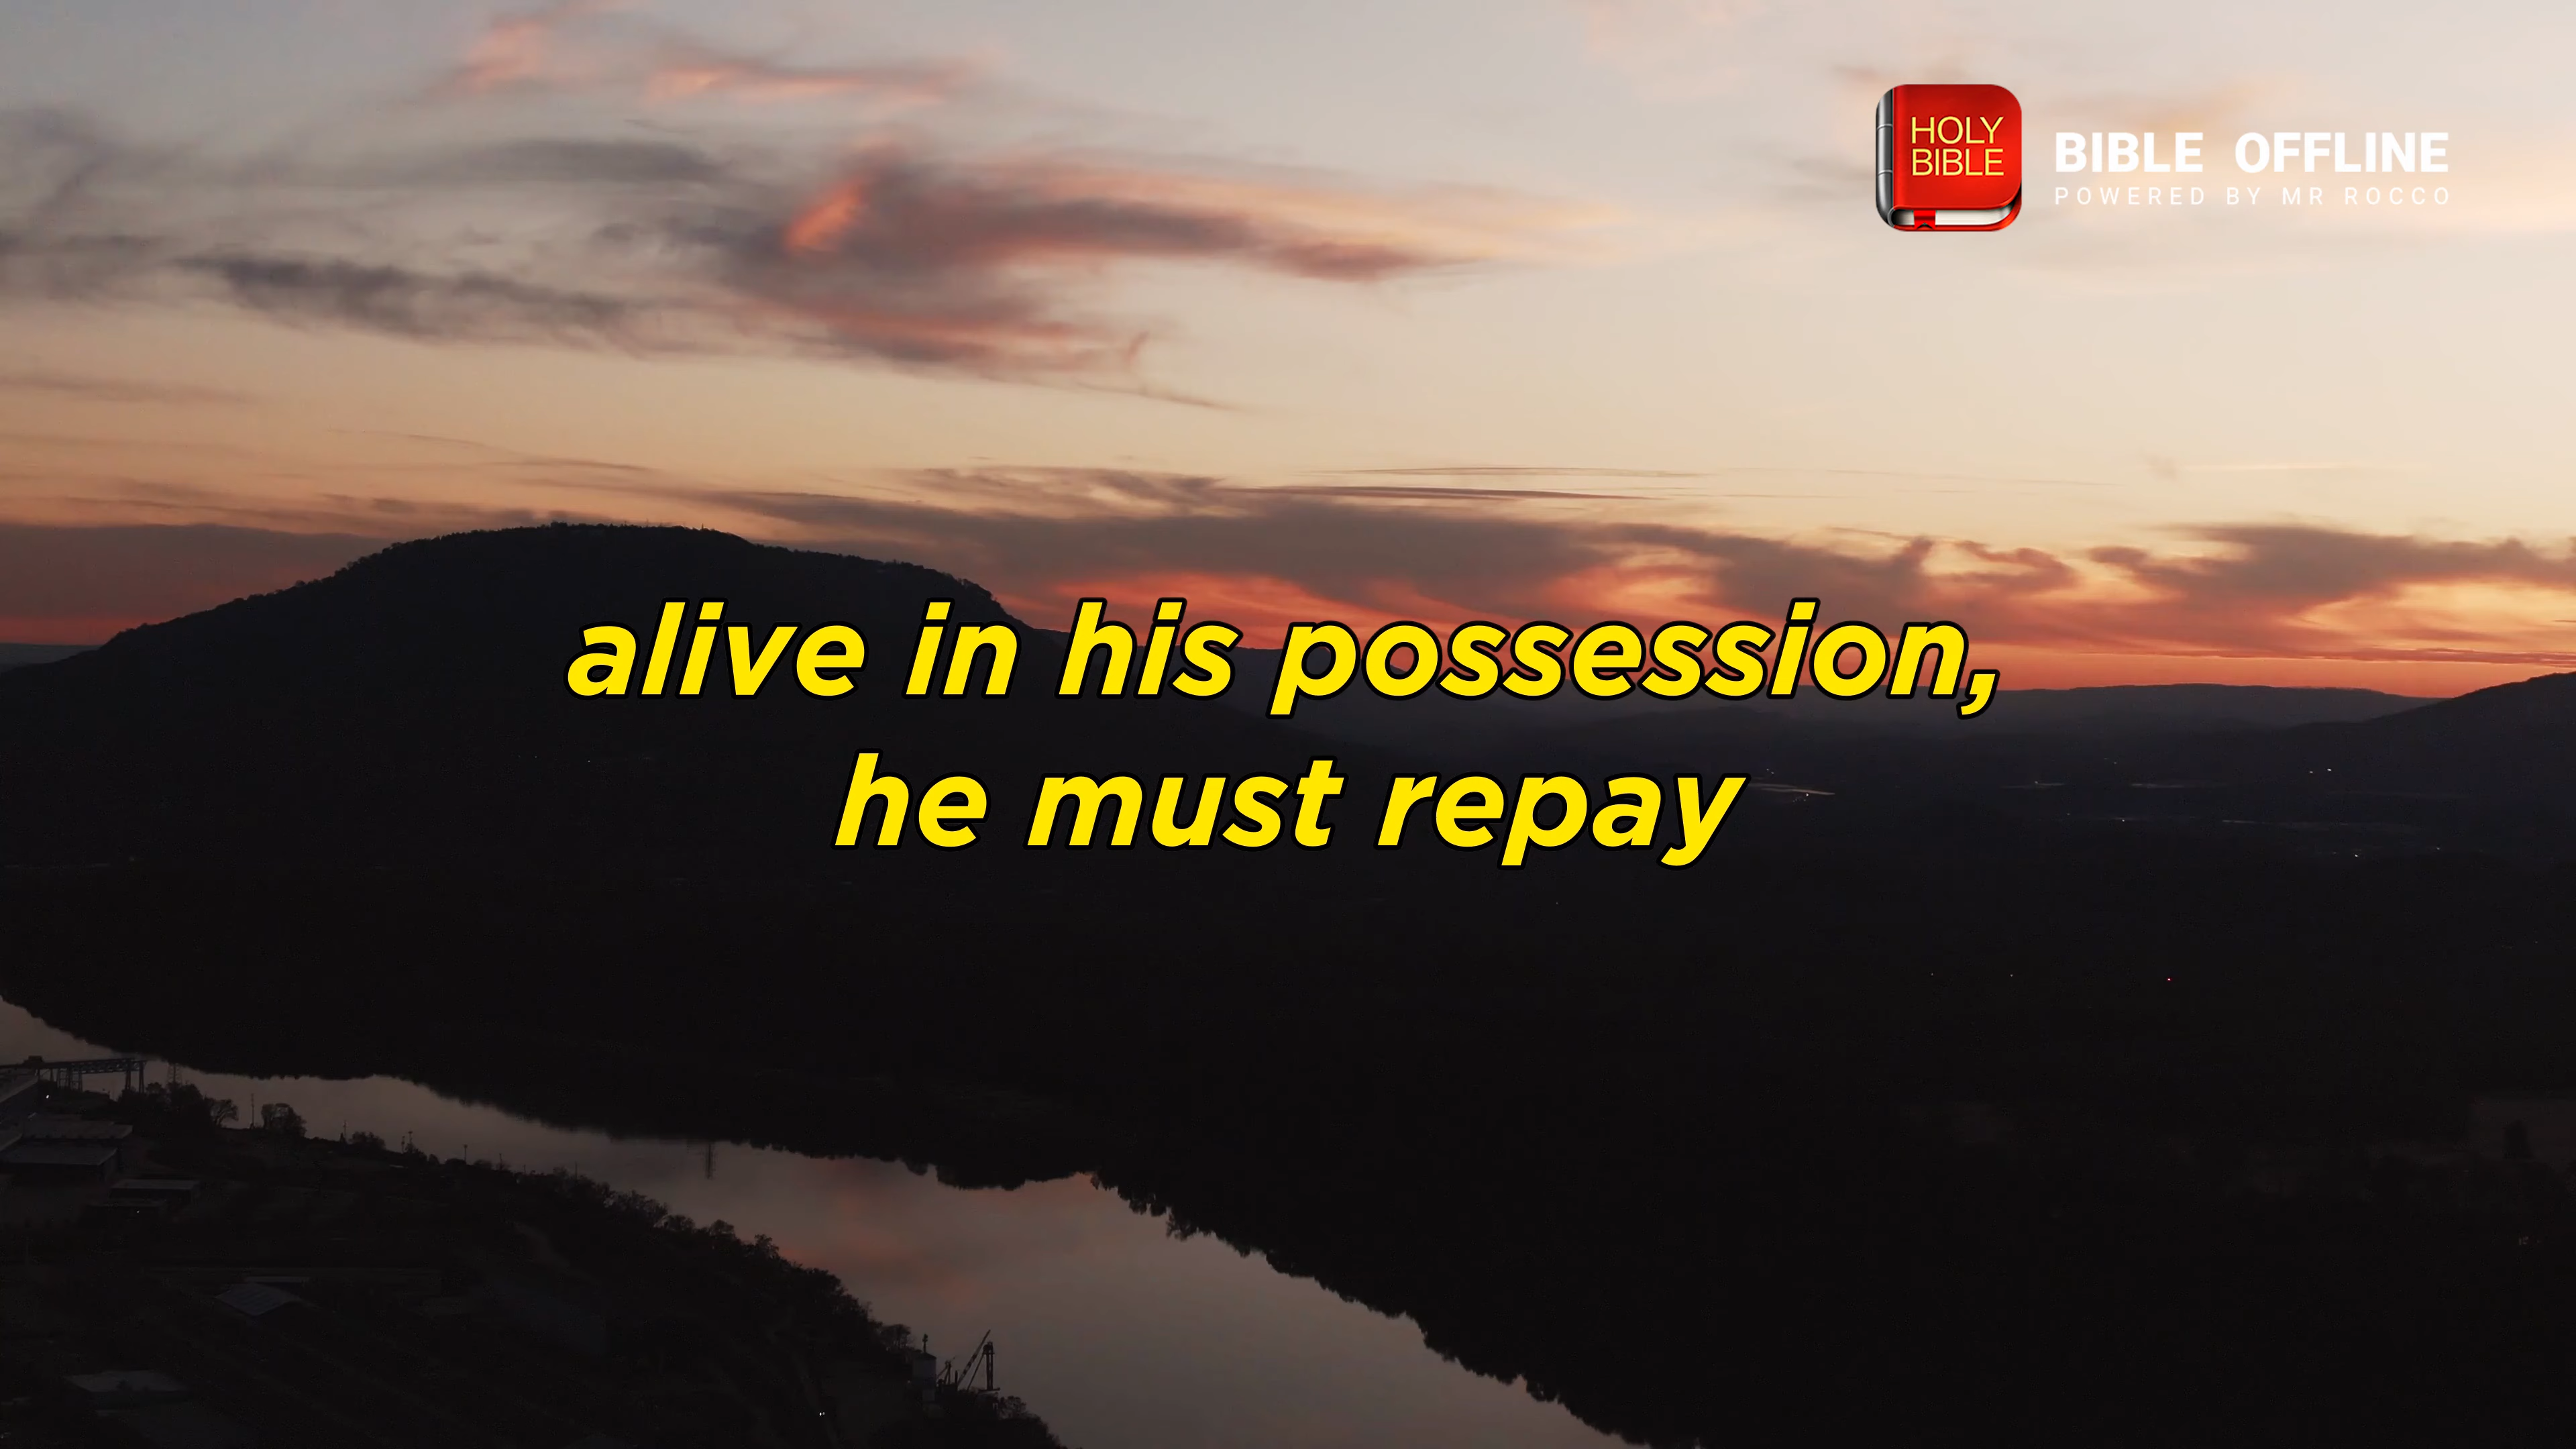 HOLY
BIBLE
BIBLE OFFLINE
POWERED BY MR ROCCO
alive in his possession,
he must repay